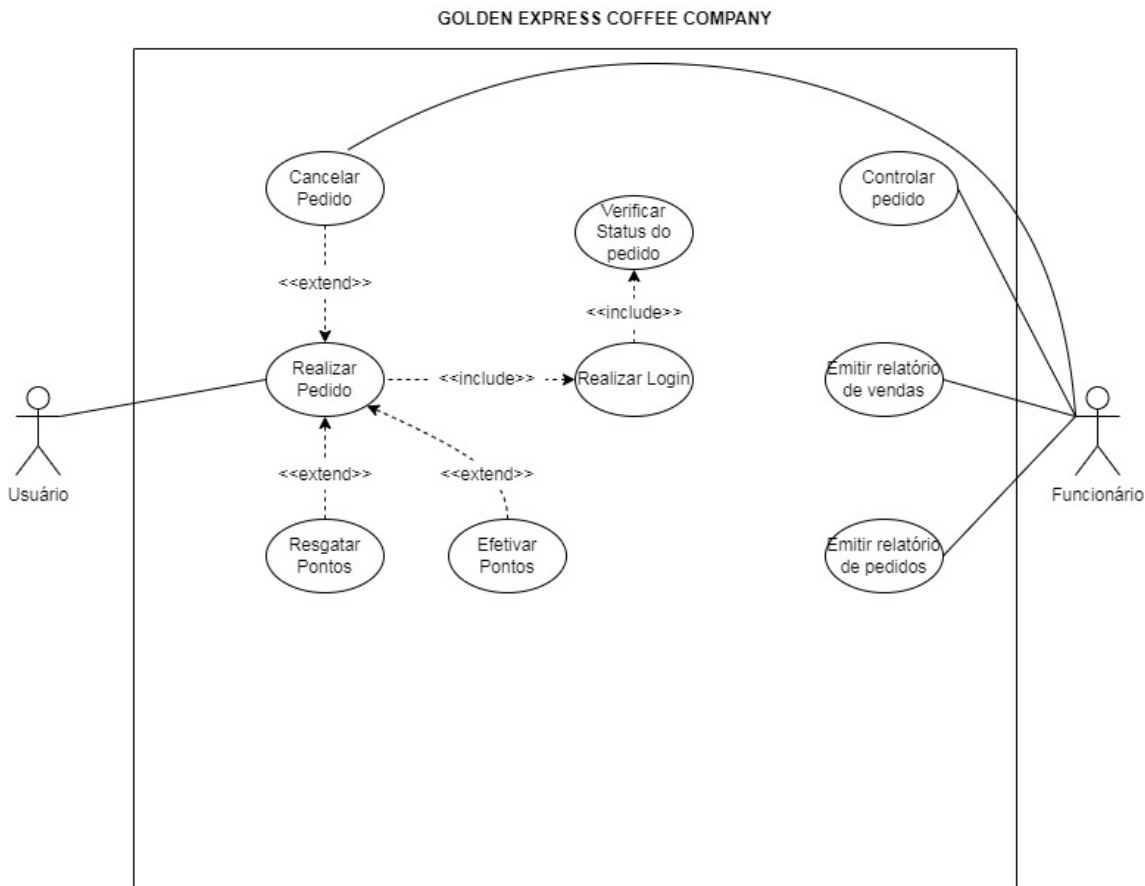 GOLDEN EXPRESS COFFEE COMPANY
Cancelar
Pedido
Controlar
pedido
Verificar
Status do
pedido
<<extend>>
<<include>>
Realizar
Pedido
<<include>>
Realizar Login
Emitir relatório
de vendas
Usuário
Funcionário
<<extend>>
<<extend>>
Resgatar
Pontos
Efetivar
Pontos
Emitir relatório
de pedidos